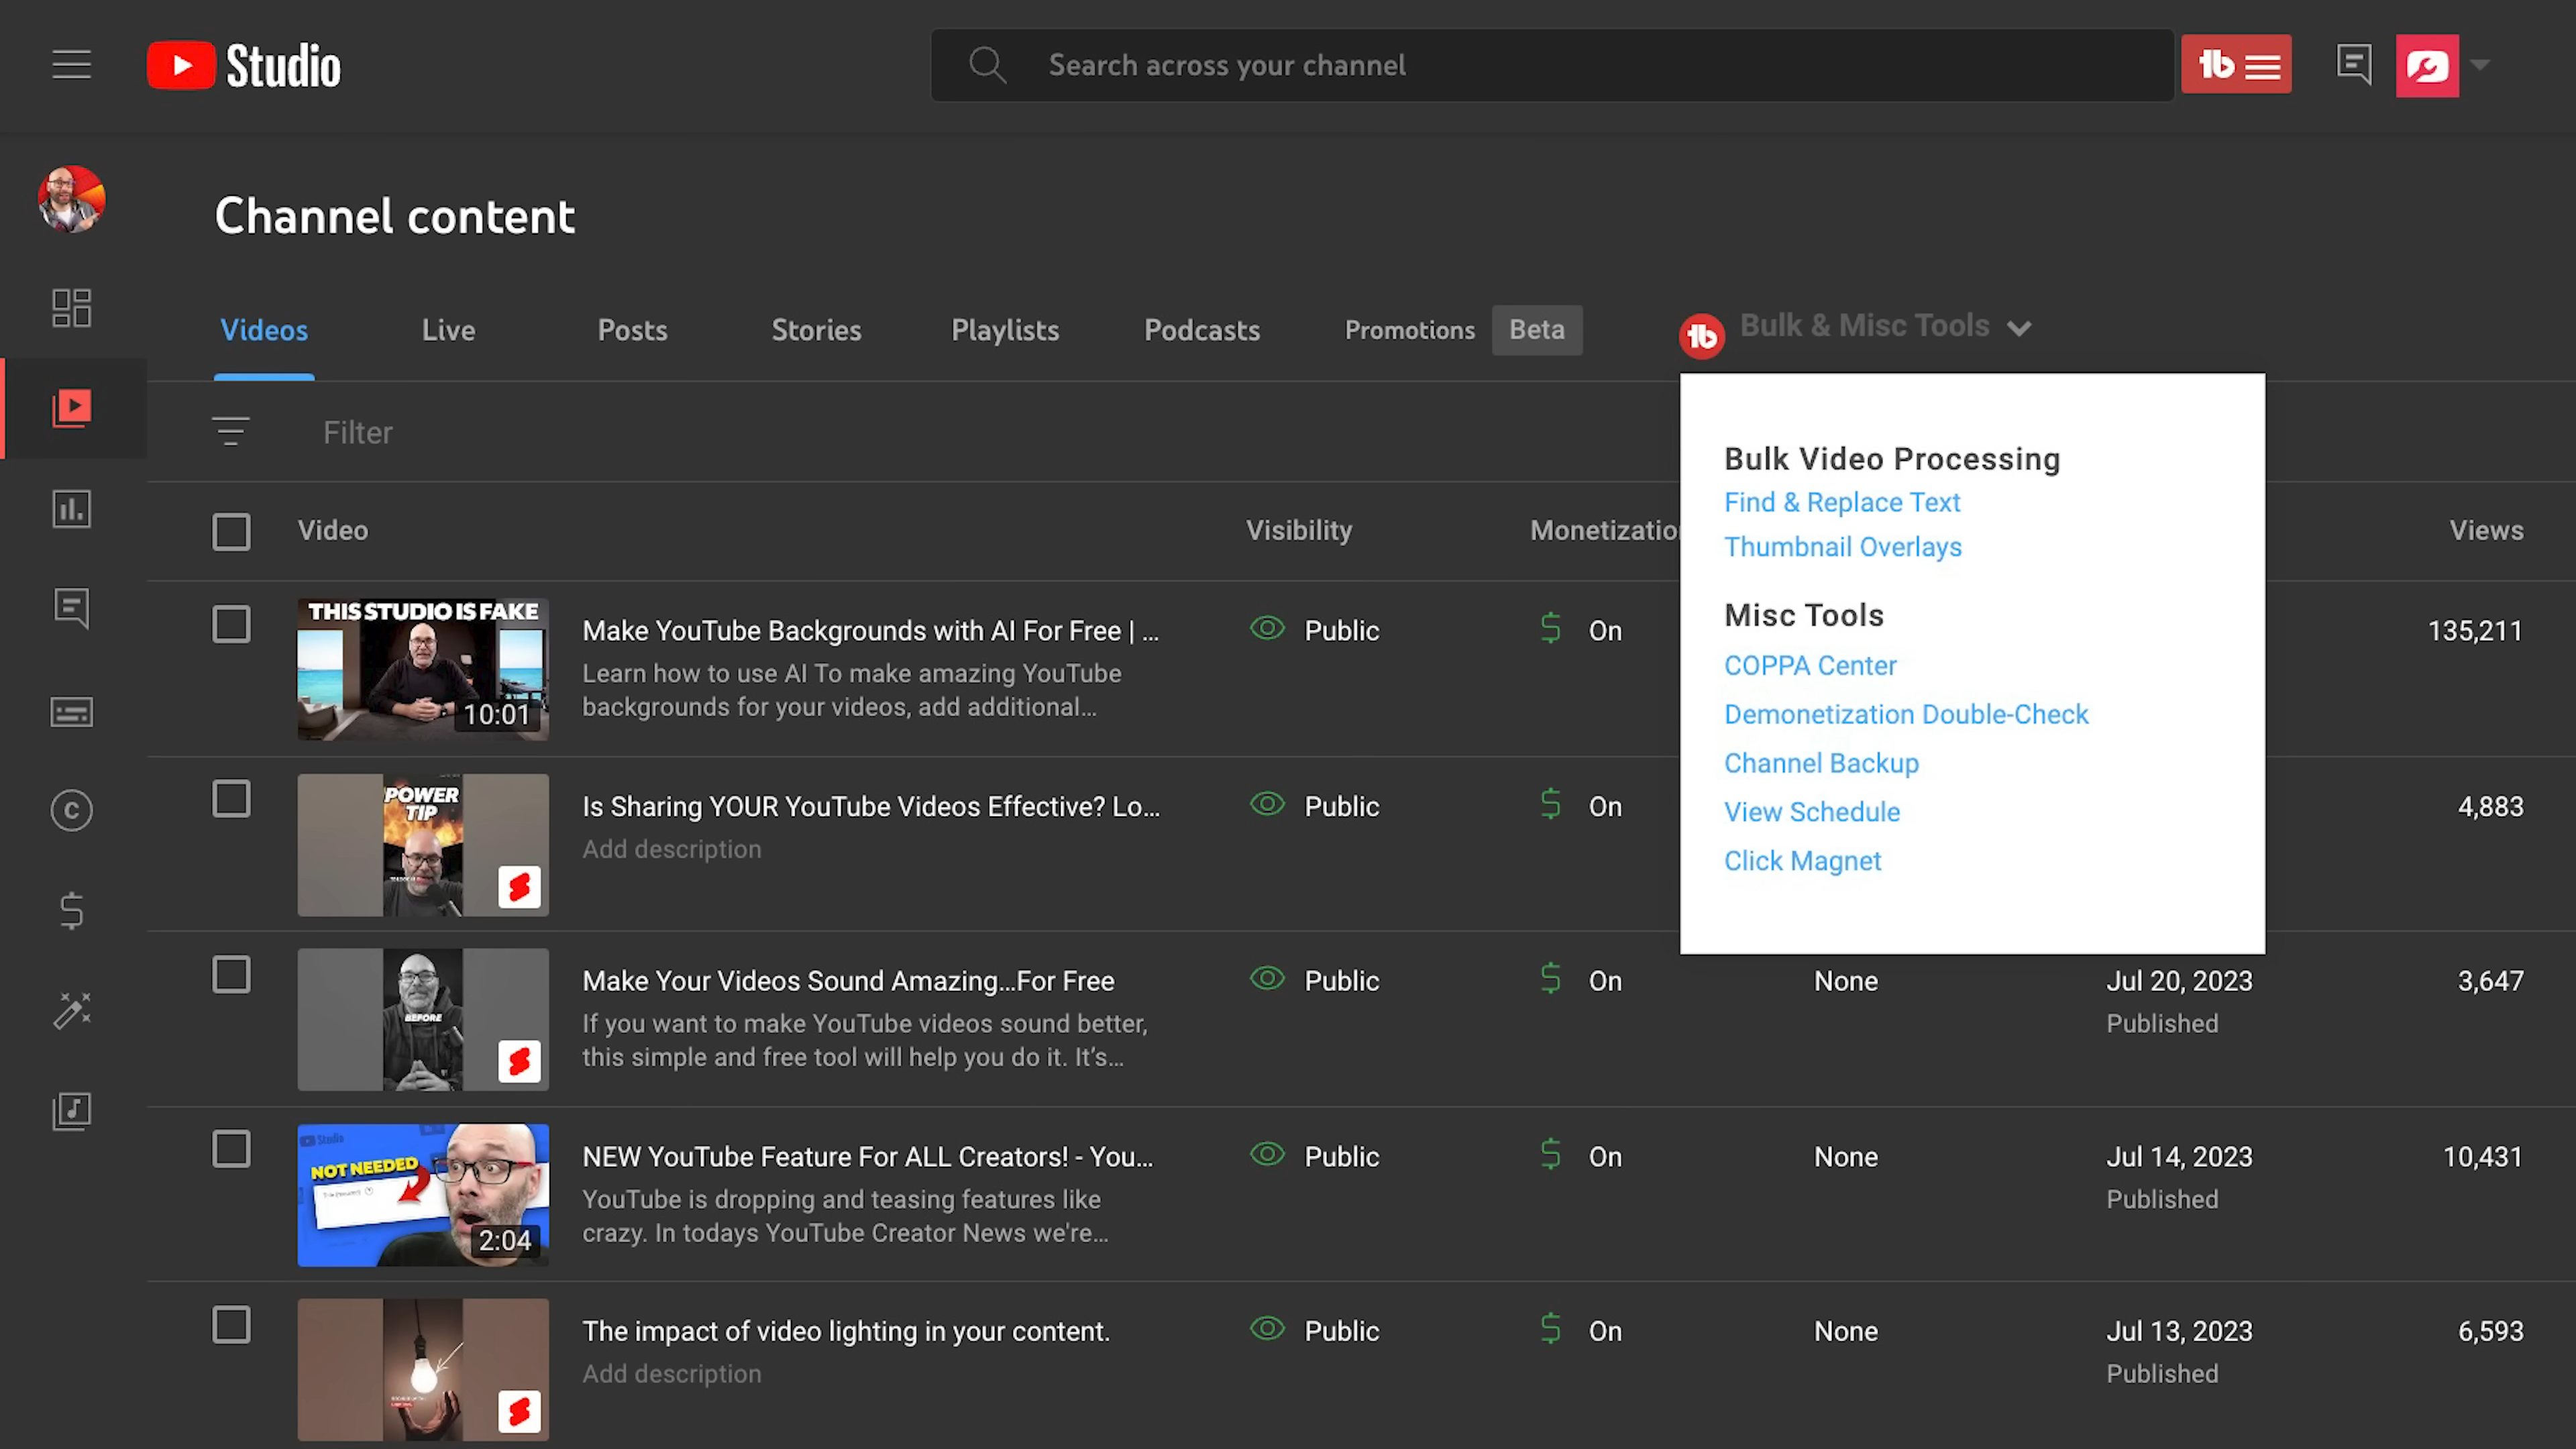 Studio
Search across your channel
Channel content
Videos Live Posts Stories Playlists Podcasts Promotions Beta Bulk & Misc Tools
Filter
Bulk Video Processing
Find & Replace Text
Thumbnail Overlays
Misc Tools
COPPA Center
Demonetization Double-Check
Channel Backup
View Schedule
Click Magnet
Video Visibility Monetization Views
THIS STUDIO IS FAKE
10:01
Make YouTube Backgrounds with AI For Free | ... Public On 135,211
Learn how to use AI To make amazing YouTube
backgrounds for your videos, add additional...
POWER
TIP
Is Sharing YOUR YouTube Videos Effective? Lo... Public On 4,883
Add description
BEFORE
Make Your Videos Sound Amazing...For Free Public On None Jul 20, 2023 3,647
Published
If you want to make YouTube videos sound better,
this simple and free tool will help you do it. It's...
Studio
NOT NEEDED
2:04
NEW YouTube Feature For ALL Creators! - You... Public On None Jul 14, 2023 10,431
Published
YouTube is dropping and teasing features like
crazy. In todays YouTube Creator News we're...
The impact of video lighting in your content. Public On None Jul 13, 2023 6,593
Published
Add description